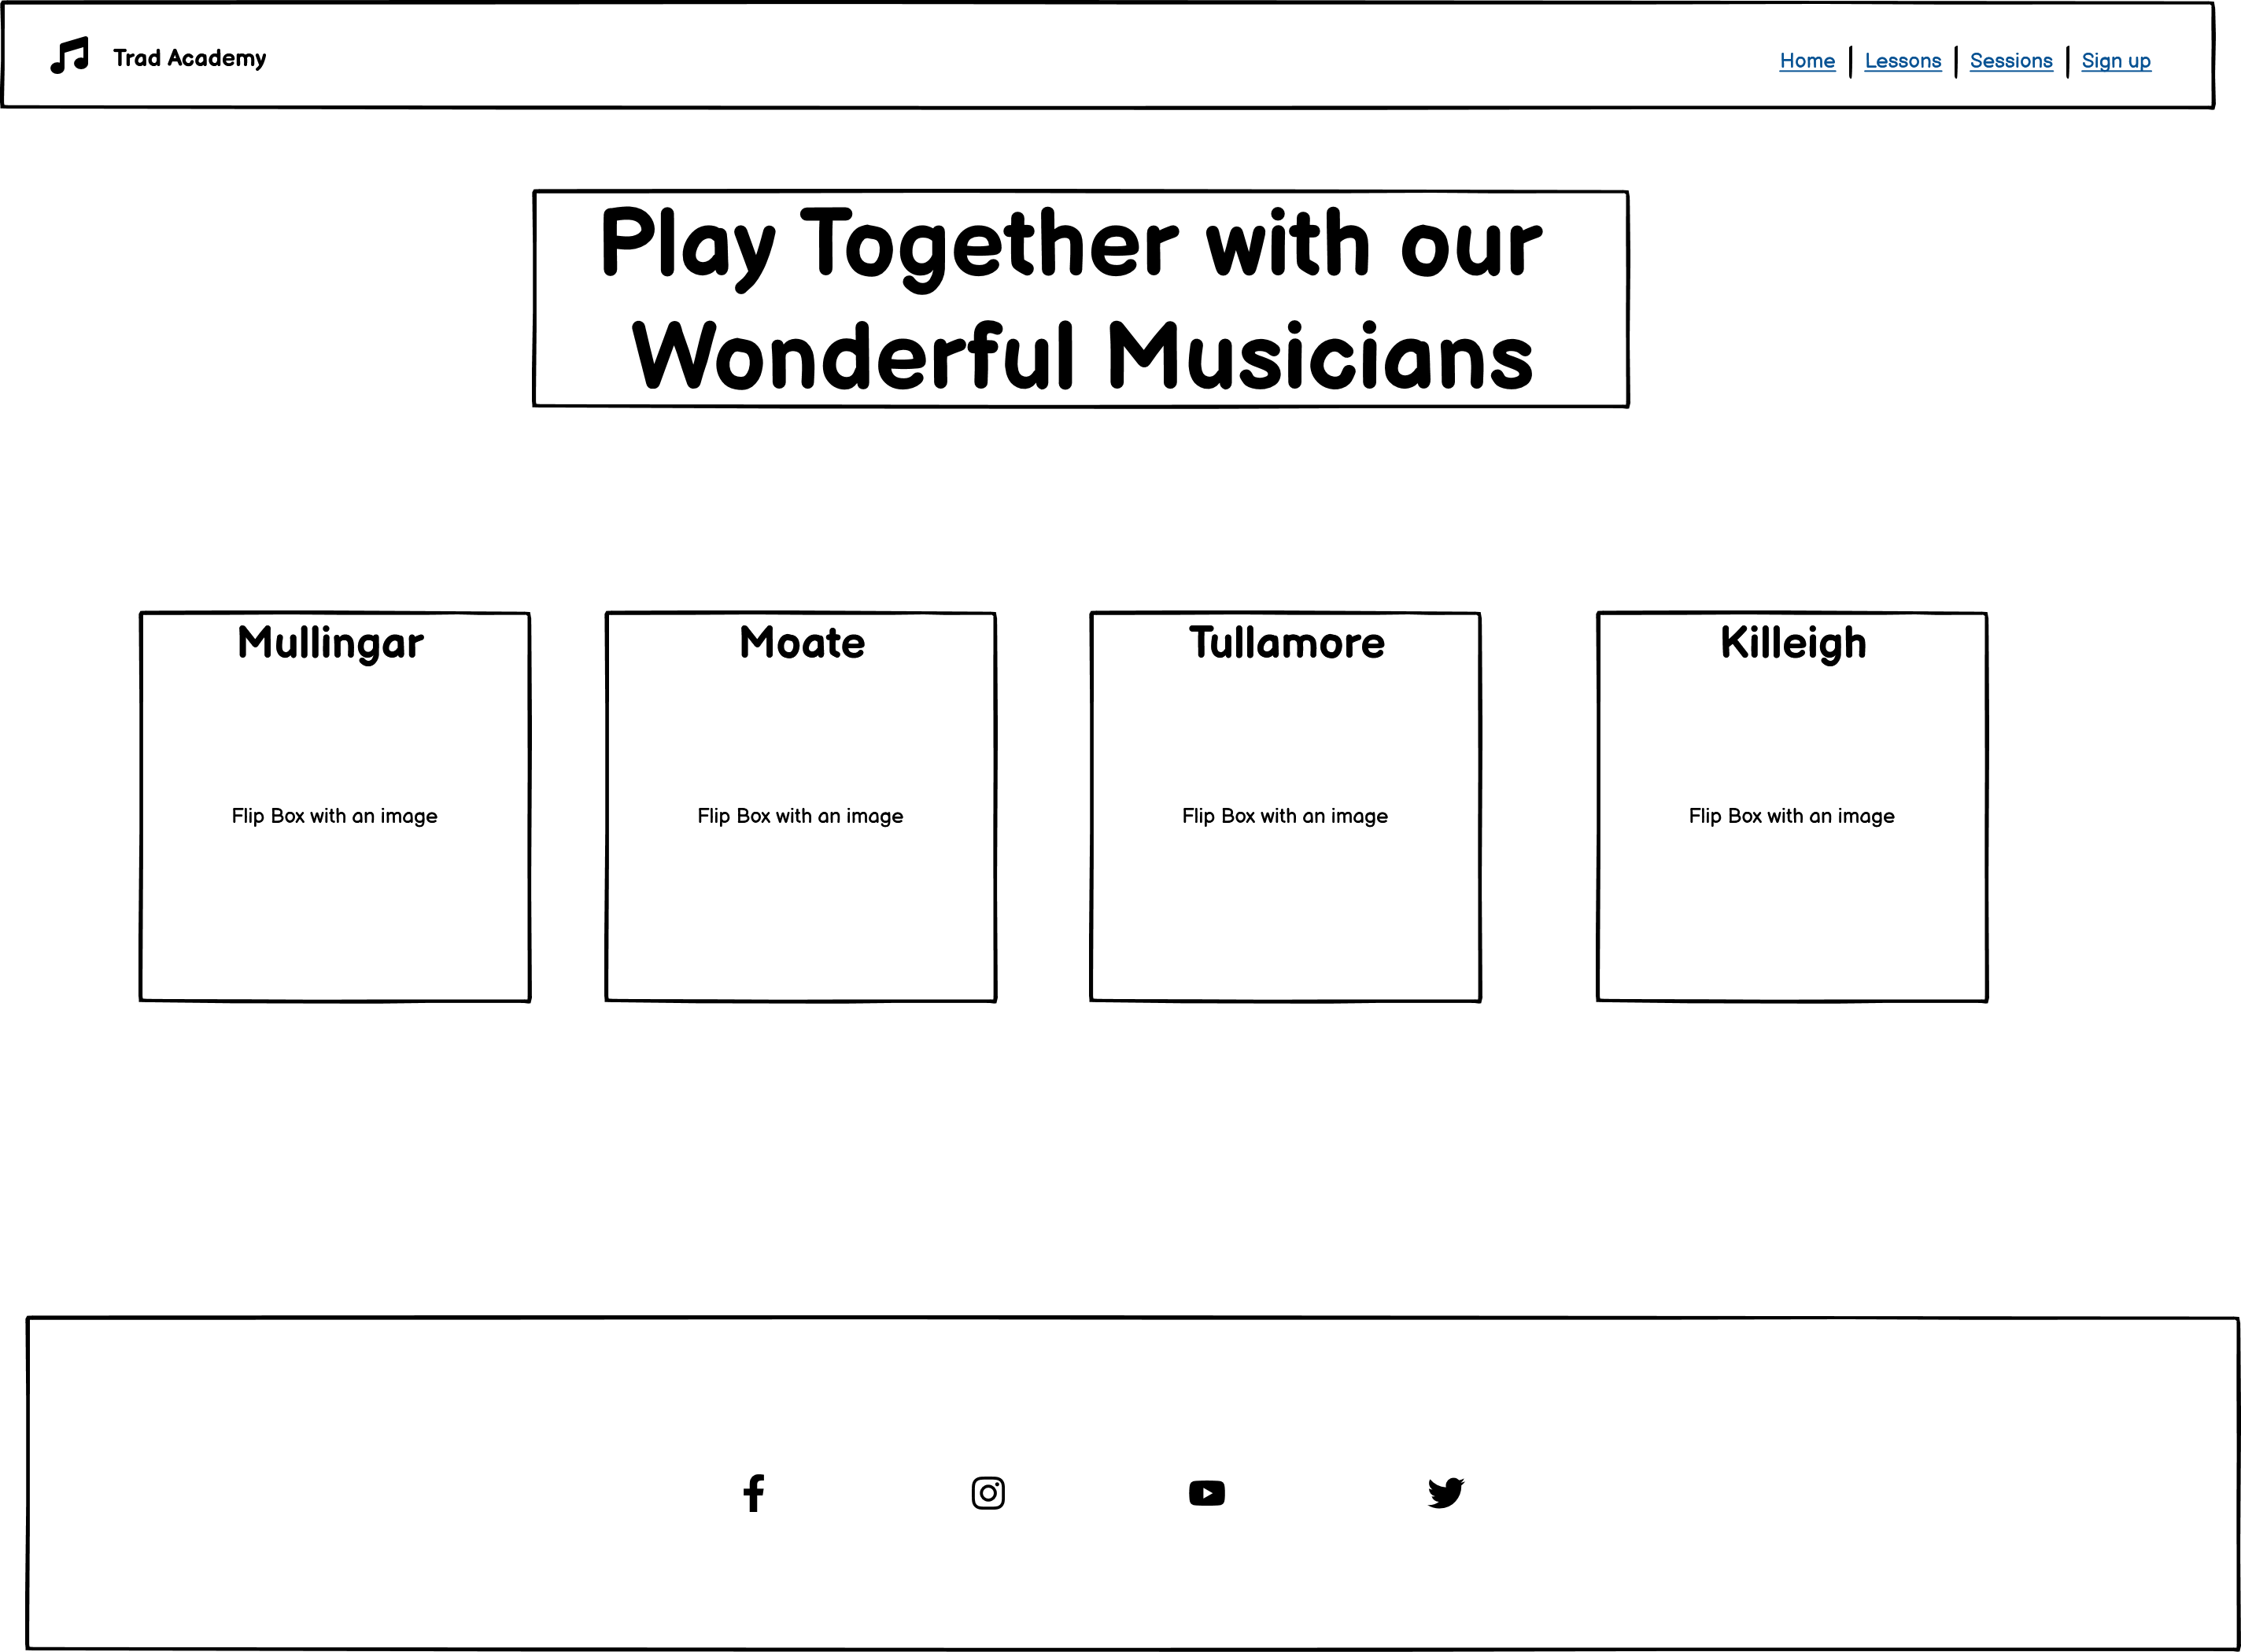 Trad Academy
Home | Lessons | Sessions | Sign up
Play Together with our
Wonderful Musicians
Mullingar
Moate
Tullamore
Killeigh
Flip Box with an image
Flip Box with an image
Flip Box with an image
Flip Box with an image